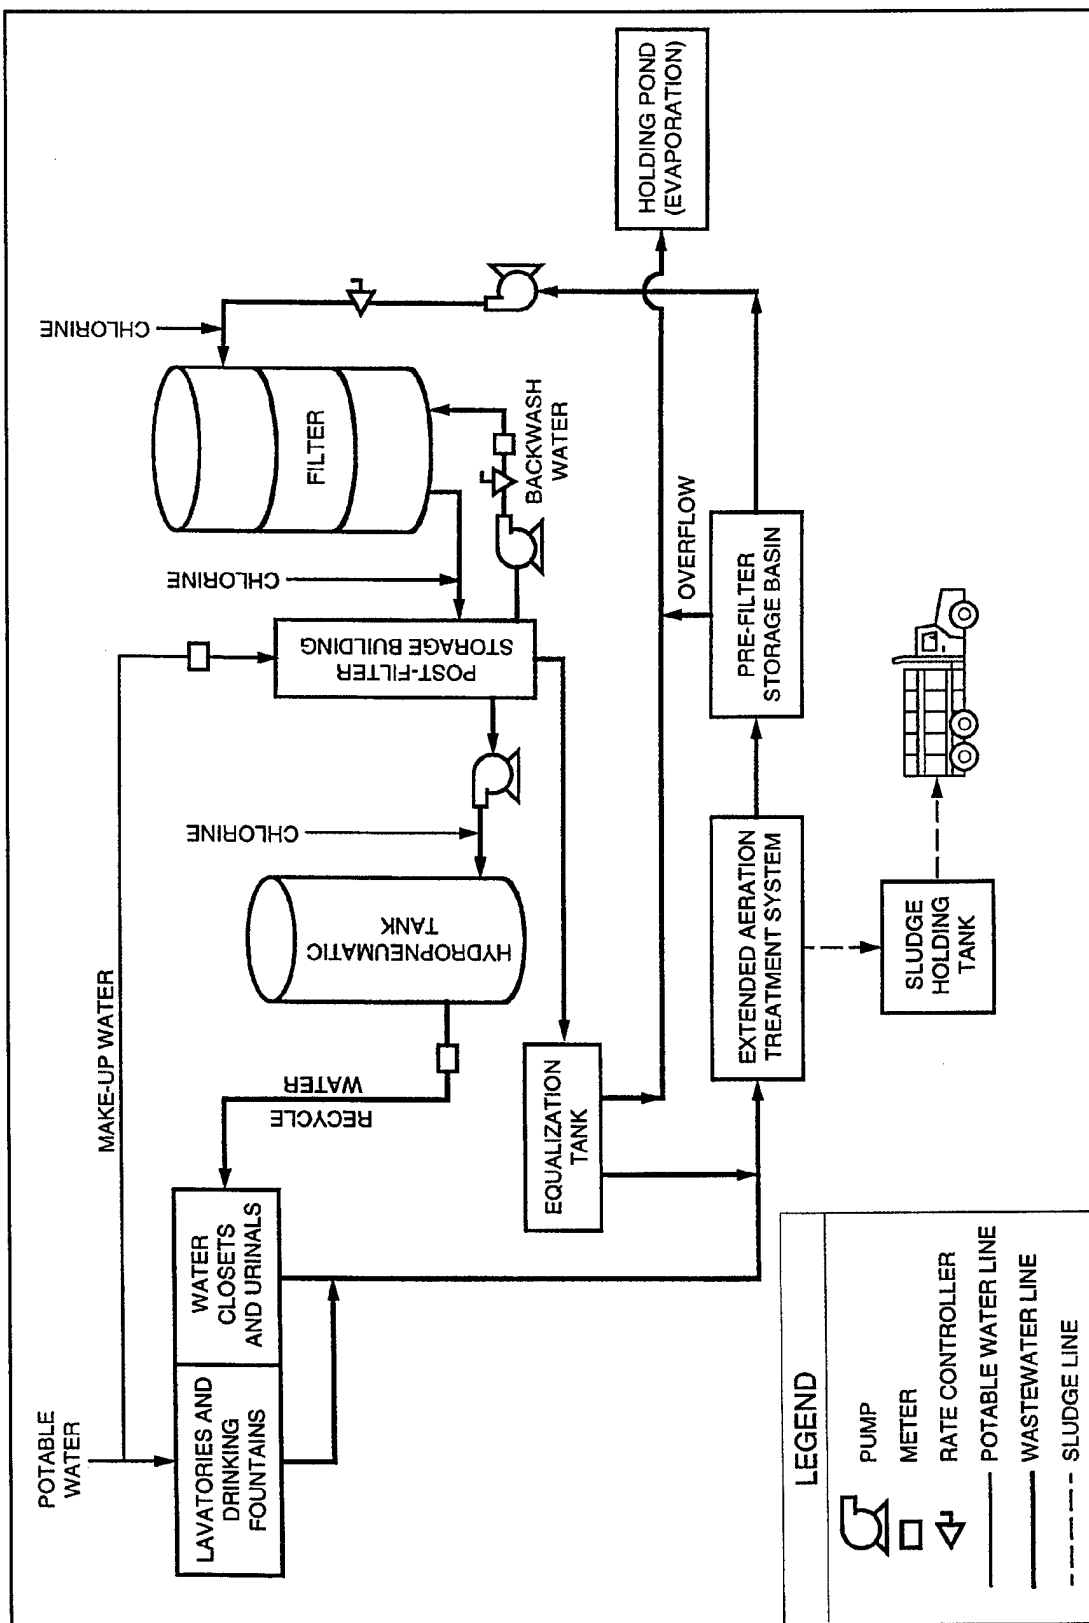 POTABLE
WATER
MAKE-UP WATER
LAVATORIES AND
DRINKING
FOUNTAINS
WATER
CLOSETS
AND URINALS
RECYCLE
WATER
HYDROPNEUMATIC
TANK
CHLORINE
POST-FILTER
STORAGE BUILDING
CHLORINE
FILTER
CHLORINE
BACKWASH
WATER
EQUALIZATION
TANK
OVERFLOW
HOLDING POND
(EVAPORATION)
EXTENDED AERATION
TREATMENT SYSTEM
PRE-FILTER
STORAGE BASIN
SLUDGE
HOLDING
TANK
LEGEND
PUMP
METER
RATE CONTROLLER
POTABLE WATER LINE
WASTEWATER LINE
SLUDGE LINE